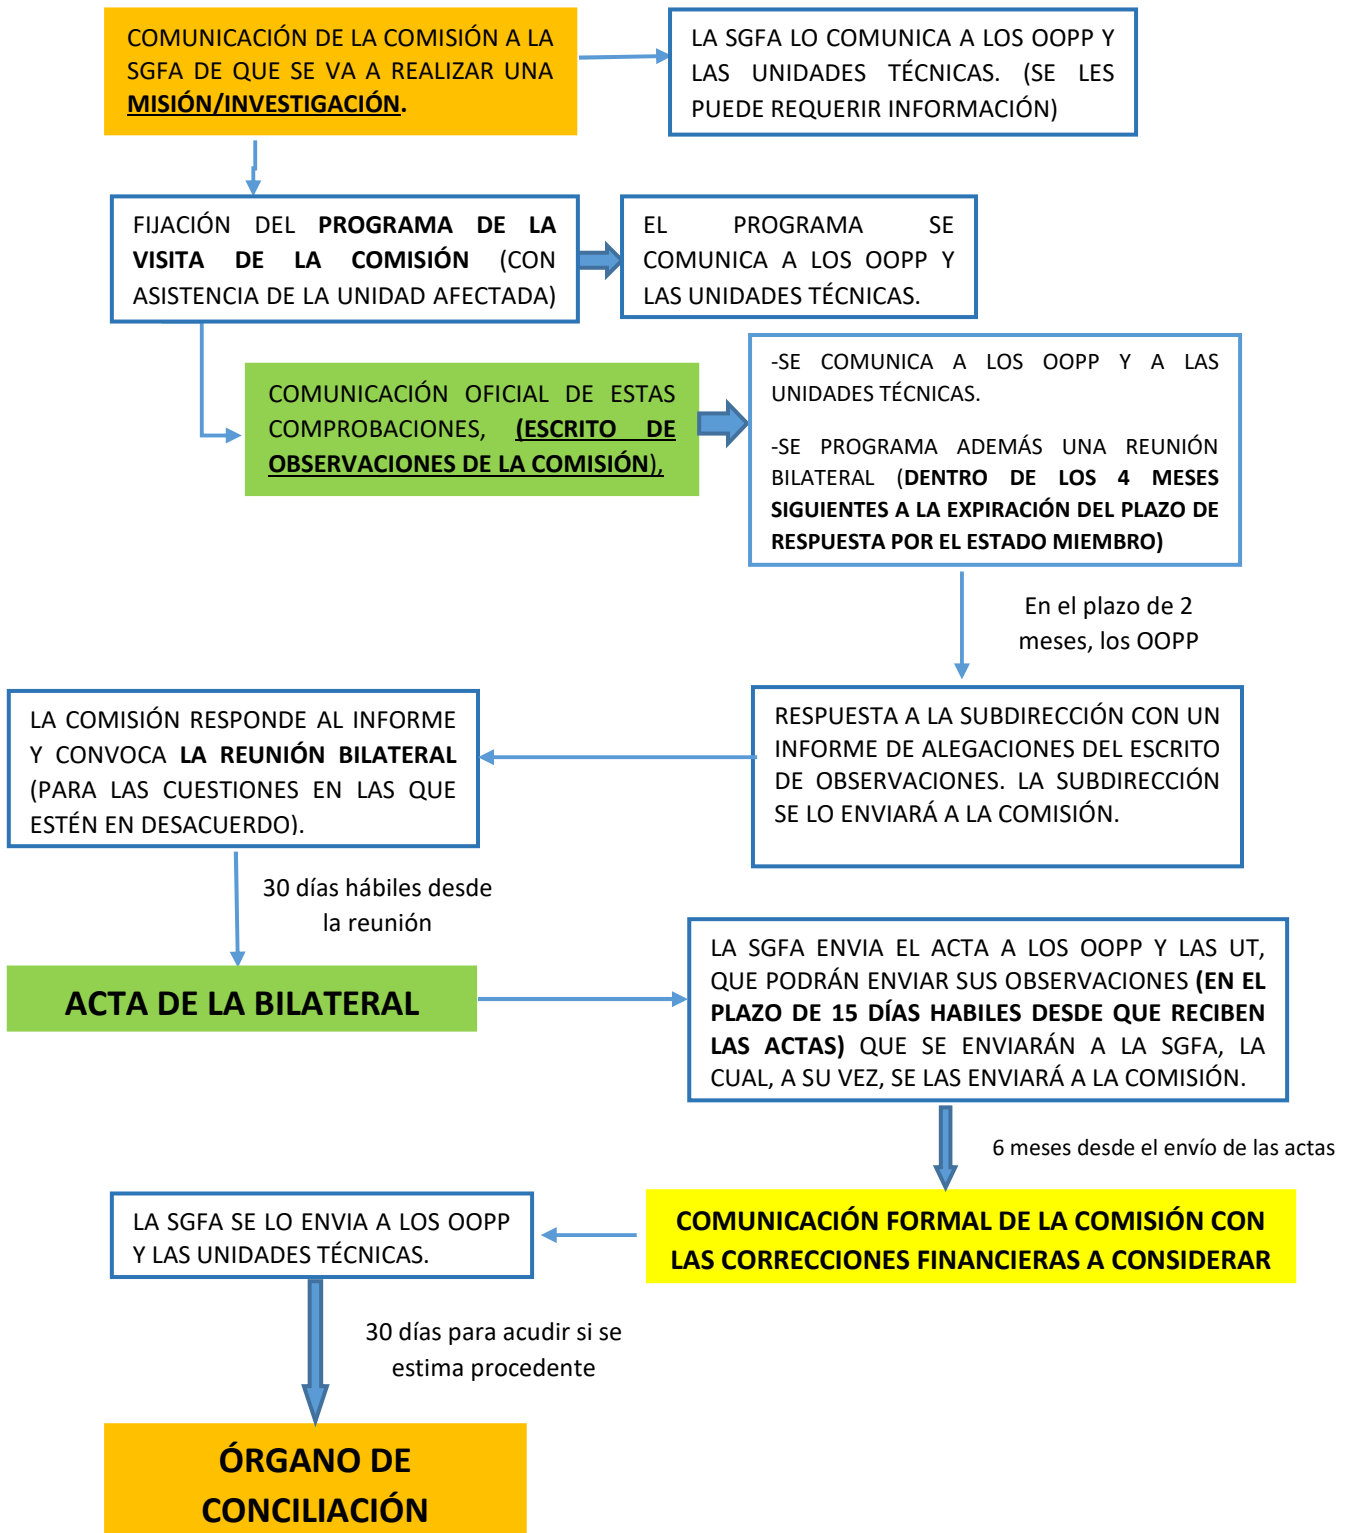 COMUNICACIÓN DE LA COMISIÓN A LA
SGFA DE QUE SE VA A REALIZAR UNA
MISIÓN/INVESTIGACIÓN.
LA SGFA LO COMUNICA A LOS OOPP Y
LAS UNIDADES TÉCNICAS. (SE LES
PUEDE REQUERIR INFORMACIÓN)
FIJACIÓN DEL PROGRAMA DE LA
VISITA DE LA COMISIÓN (CON
ASISTENCIA DE LA UNIDAD AFECTADA)
EL PROGRAMA SE
COMUNICA A LOS OOPP Y
LAS UNIDADES TÉCNICAS.
COMUNICACIÓN OFICIAL DE ESTAS
COMPROBACIONES, (ESCRITO DE
OBSERVACIONES DE LA COMISIÓN),
-SE COMUNICA A LOS OOPP Y A LAS
UNIDADES TÉCNICAS.
-SE PROGRAMA ADEMÁS UNA REUNIÓN
BILATERAL (DENTRO DE LOS 4 MESES
SIGUIENTES A LA EXPIRACIÓN DEL PLAZO DE
RESPUESTA POR EL ESTADO MIEMBRO)
En el plazo de 2
meses, los OOPP
RESPUESTA A LA SUBDIRECCIÓN CON UN
INFORME DE ALEGACIONES DEL ESCRITO
DE OBSERVACIONES. LA SUBDIRECCIÓN
SE LO ENVIARÁ A LA COMISIÓN.
LA COMISIÓN RESPONDE AL INFORME
Y CONVOCA LA REUNIÓN BILATERAL
(PARA LAS CUESTIONES EN LAS QUE
ESTÉN EN DESACUERDO).
30 días hábiles desde
la reunión
ACTA DE LA BILATERAL
LA SGFA ENVIA EL ACTA A LOS OOPP Y LAS UT,
QUE PODRÁN ENVIAR SUS OBSERVACIONES (EN EL
PLAZO DE 15 DÍAS HABILES DESDE QUE RECIBEN
LAS ACTAS) QUE SE ENVIARÁN A LA SGFA, LA
CUAL, A SU VEZ, SE LAS ENVIARÁ A LA COMISIÓN.
6 meses desde el envío de las actas
COMUNICACIÓN FORMAL DE LA COMISIÓN CON
LAS CORRECCIONES FINANCIERAS A CONSIDERAR
LA SGFA SE LO ENVIA A LOS OOPP
Y LAS UNIDADES TÉCNICAS.
30 días para acudir si se
estima procedente
ÓRGANO DE
CONCILIACIÓN